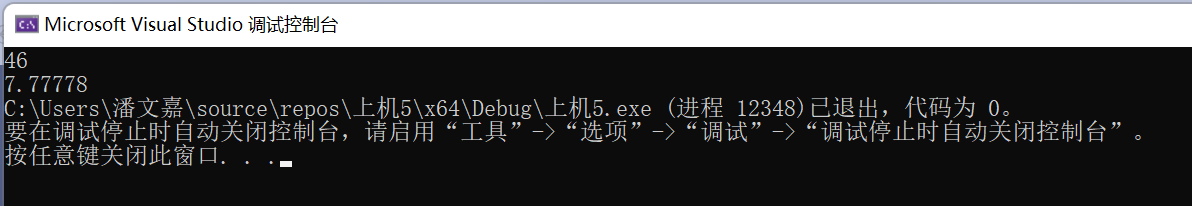 Microsoft Visual Studio 调试控制台
46
7.77778
C:\Users\潘文嘉\source\repos\上机5\x64\Debug\上机5.exe (进程 12348)已退出，代码为 0。
要在调试停止时自动关闭控制台，请启用“工具”->“选项”->“调试”->“调试停止时自动关闭控制台”。
按任意键关闭此窗口. . .